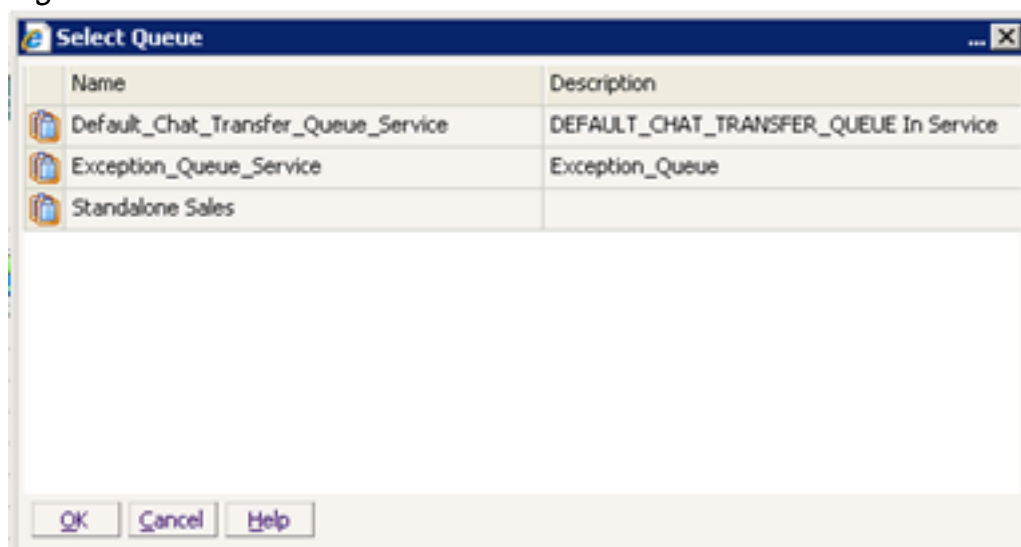 Select Queue ...
Name Description
Default_Chat_Transfer_Queue_Service DEFAULT_CHAT_TRANSFER_QUEUE In Service
Exception_Queue_Service Exception_Queue
Standalone Sales
OK Cancel Help